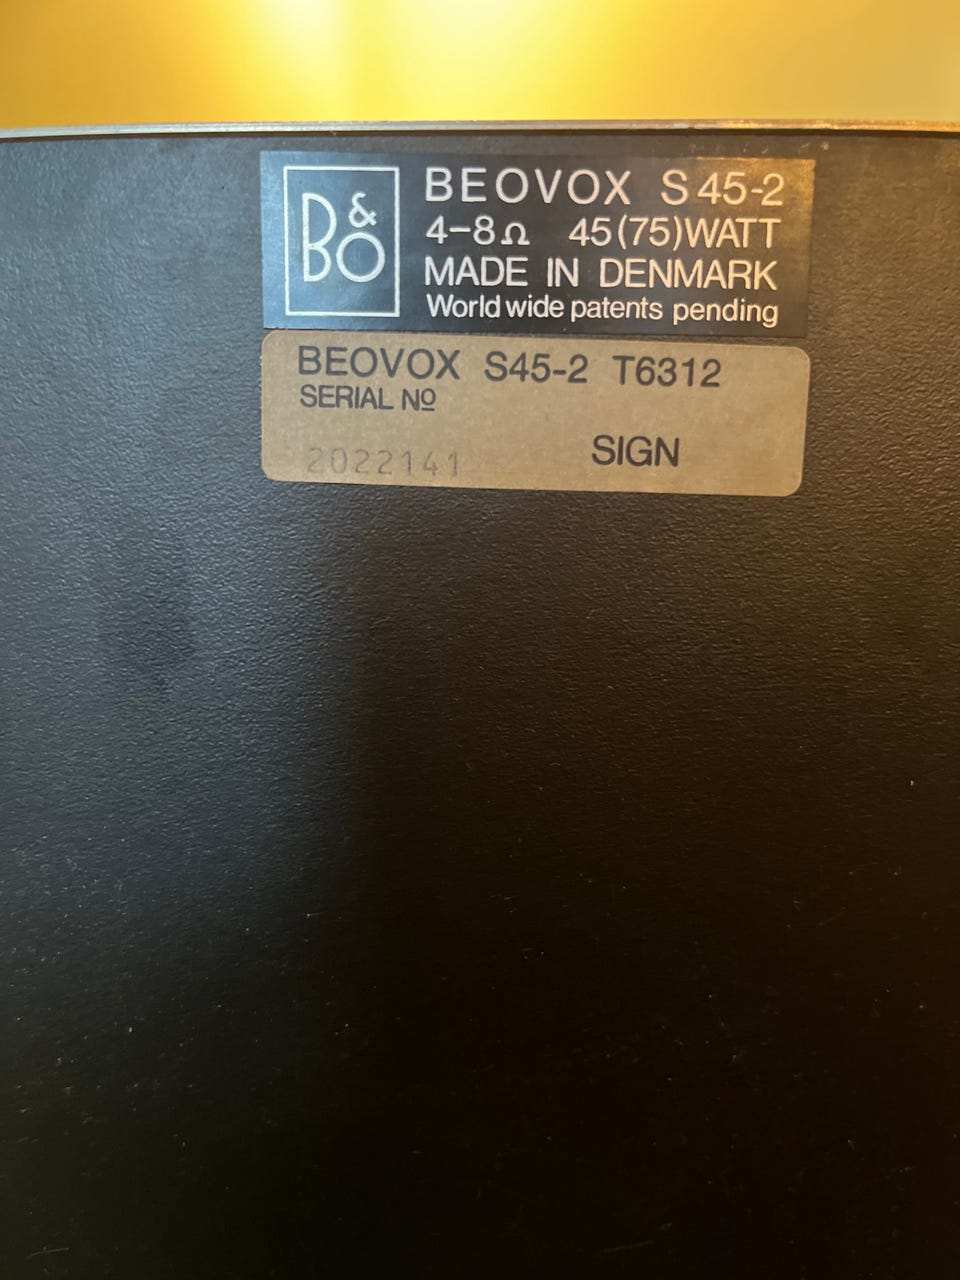 B&O
BEOVOX S45-2
4-8Ω 45(75)WATT
MADE IN DENMARK
World wide patents pending
BEOVOX S45-2 T6312
SERIAL Nº
2022141
SIGN